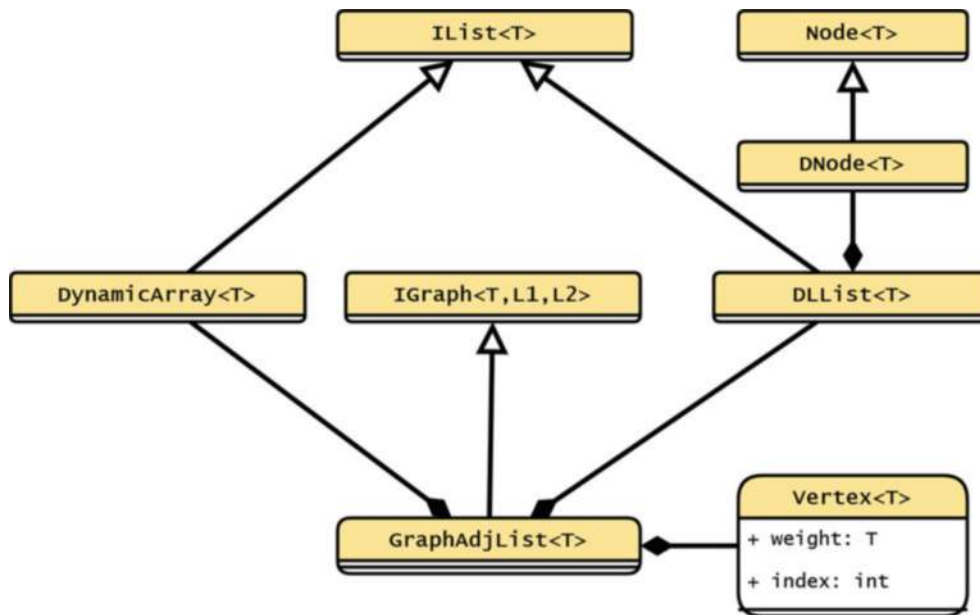 IList<T>
Node<T>
DNode<T>
DynamicArray<T>
IGraph<T,L1,L2>
DLList<T>
GraphAdjList<T>
Vertex<T>
+ weight: T
+ index: int